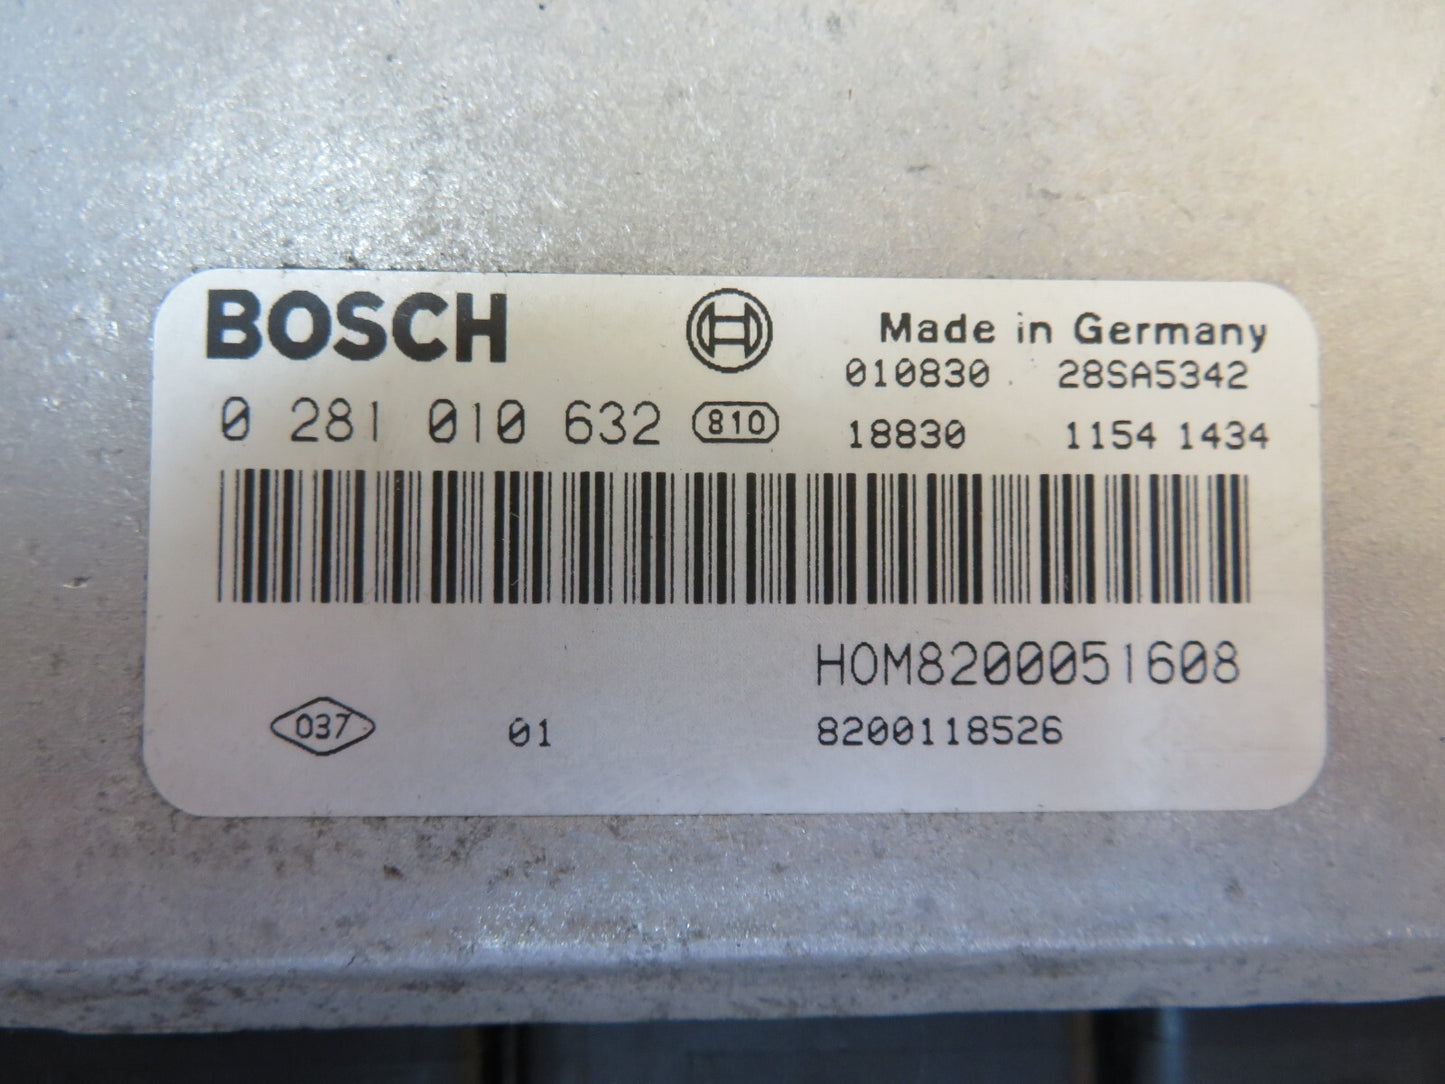 BOSCH Made in Germany
010830 28SA5342
0 281 010 632 810 18830 1154 1434
HOM8200051608
037 01 8200118526